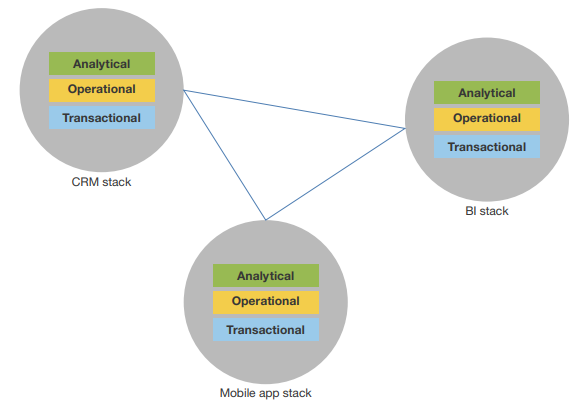 Analytical
Operational
Transactional
CRM stack
Analytical
Operational
Transactional
BI stack
Analytical
Operational
Transactional
Mobile app stack